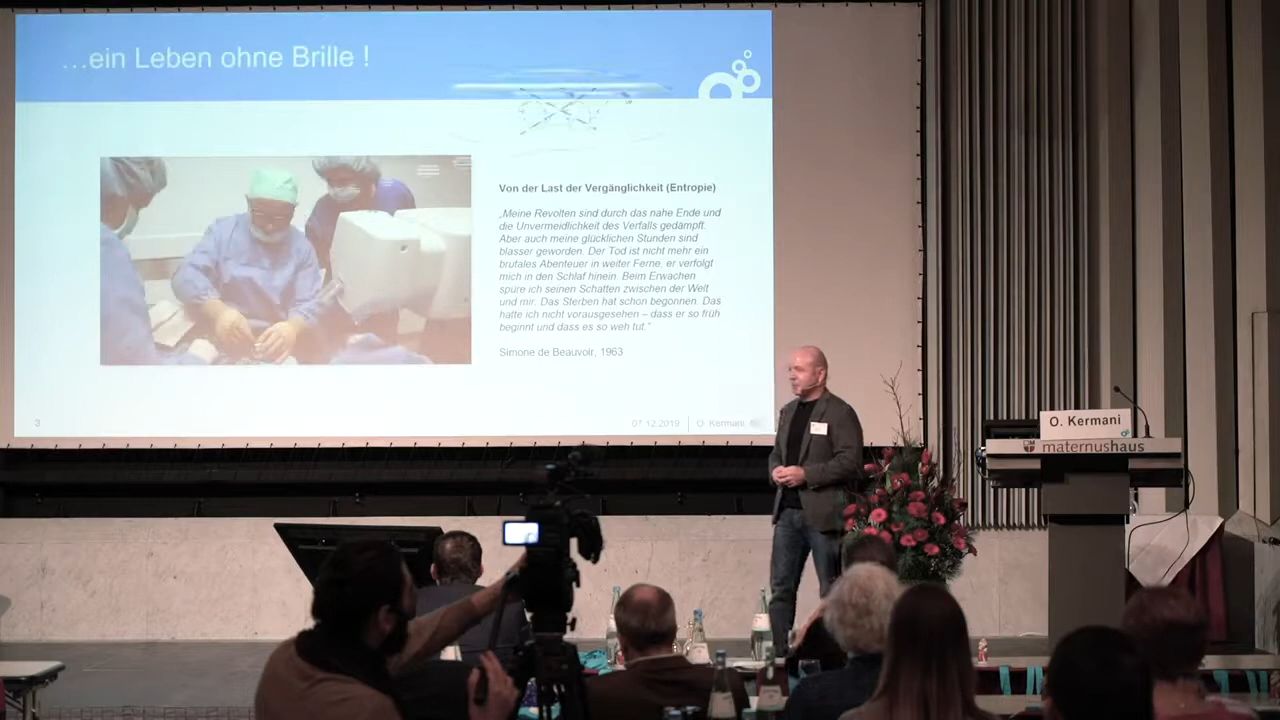 ...ein Leben ohne Brille !
Von der Last der Vergänglichkeit (Entropie)
„Meine Revolten sind durch das nahe Ende und
die Unvermeidlichkeit des Verfalls gedämpft.
Aber auch meine glücklichen Stunden sind
blasser geworden. Der Tod ist nicht mehr ein
brutales Abenteuer in weiter Ferne, er verfolgt
mich in den Schlaf hinein. Beim Erwachen
spüre ich seinen Schatten zwischen der Welt
und mir: Das Sterben hat schon begonnen. Das
hatte ich nicht vorausgesehen – dass er so früh
beginnt und dass es so weh tut."
Simone de Beauvoir, 1963
3
07.12.2019
O. Kermani
O. Kermani
maternushaus